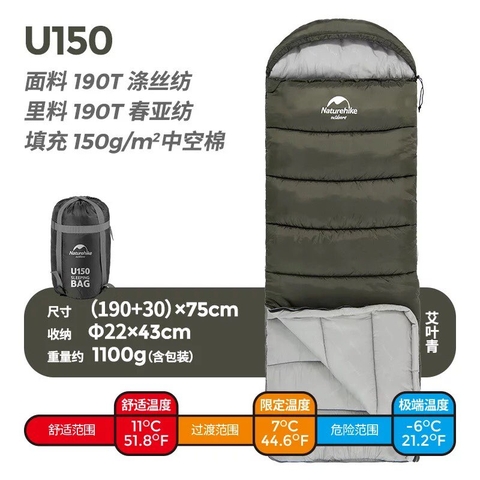 U150
面料 190T 涤丝纺
里料 190T 春亚纺
填充 150g/m²中空棉
Naturehike
outdoors
Naturehike
U150
SLEEPING
BAG
尺寸 (190+30)×75cm
收纳 Φ22×43cm
重量约 1100g(含包装)
艾叶青
舒适温度 限定温度 极端温度
舒适范围 11°C 过渡范围 7°C 危险范围 -6°C
51.8°F 44.6°F 21.2°F